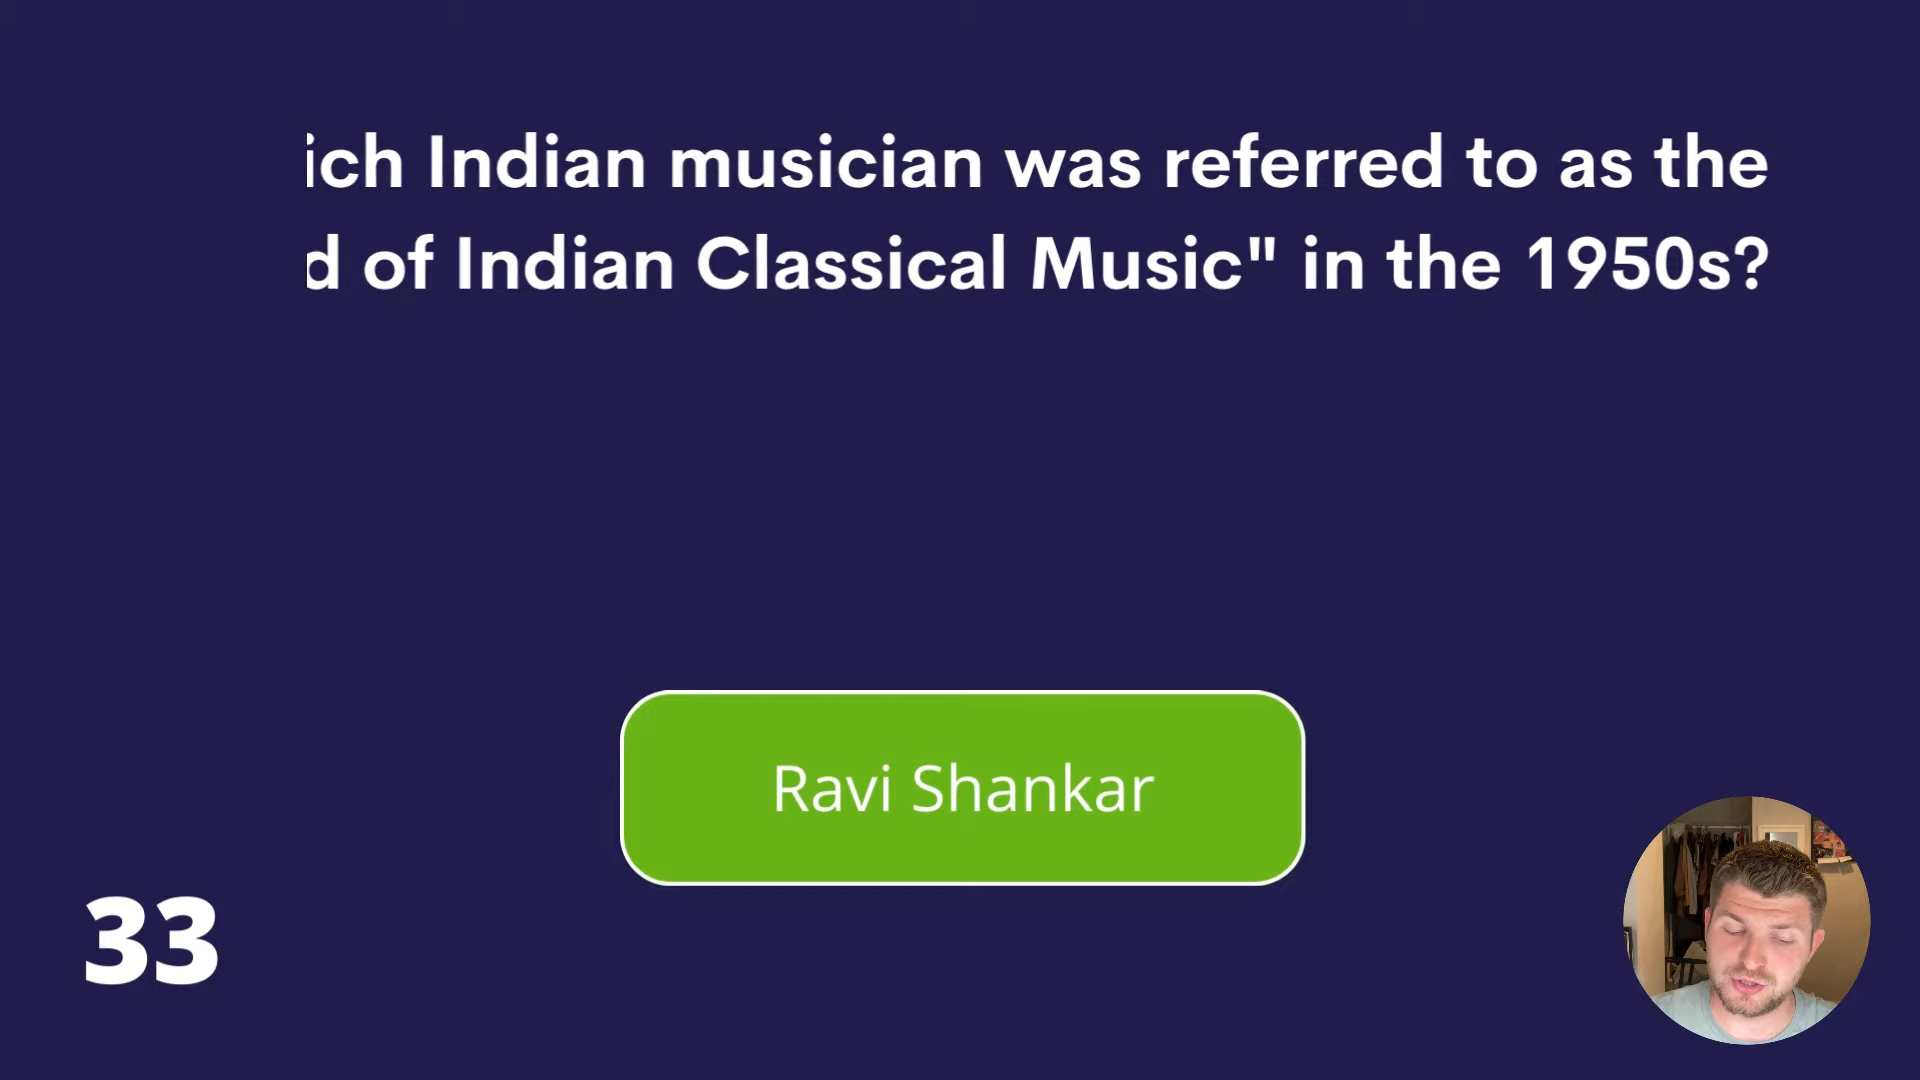 ich Indian musician was referred to as the
d of Indian Classical Music" in the 1950s?
Ravi Shankar
33